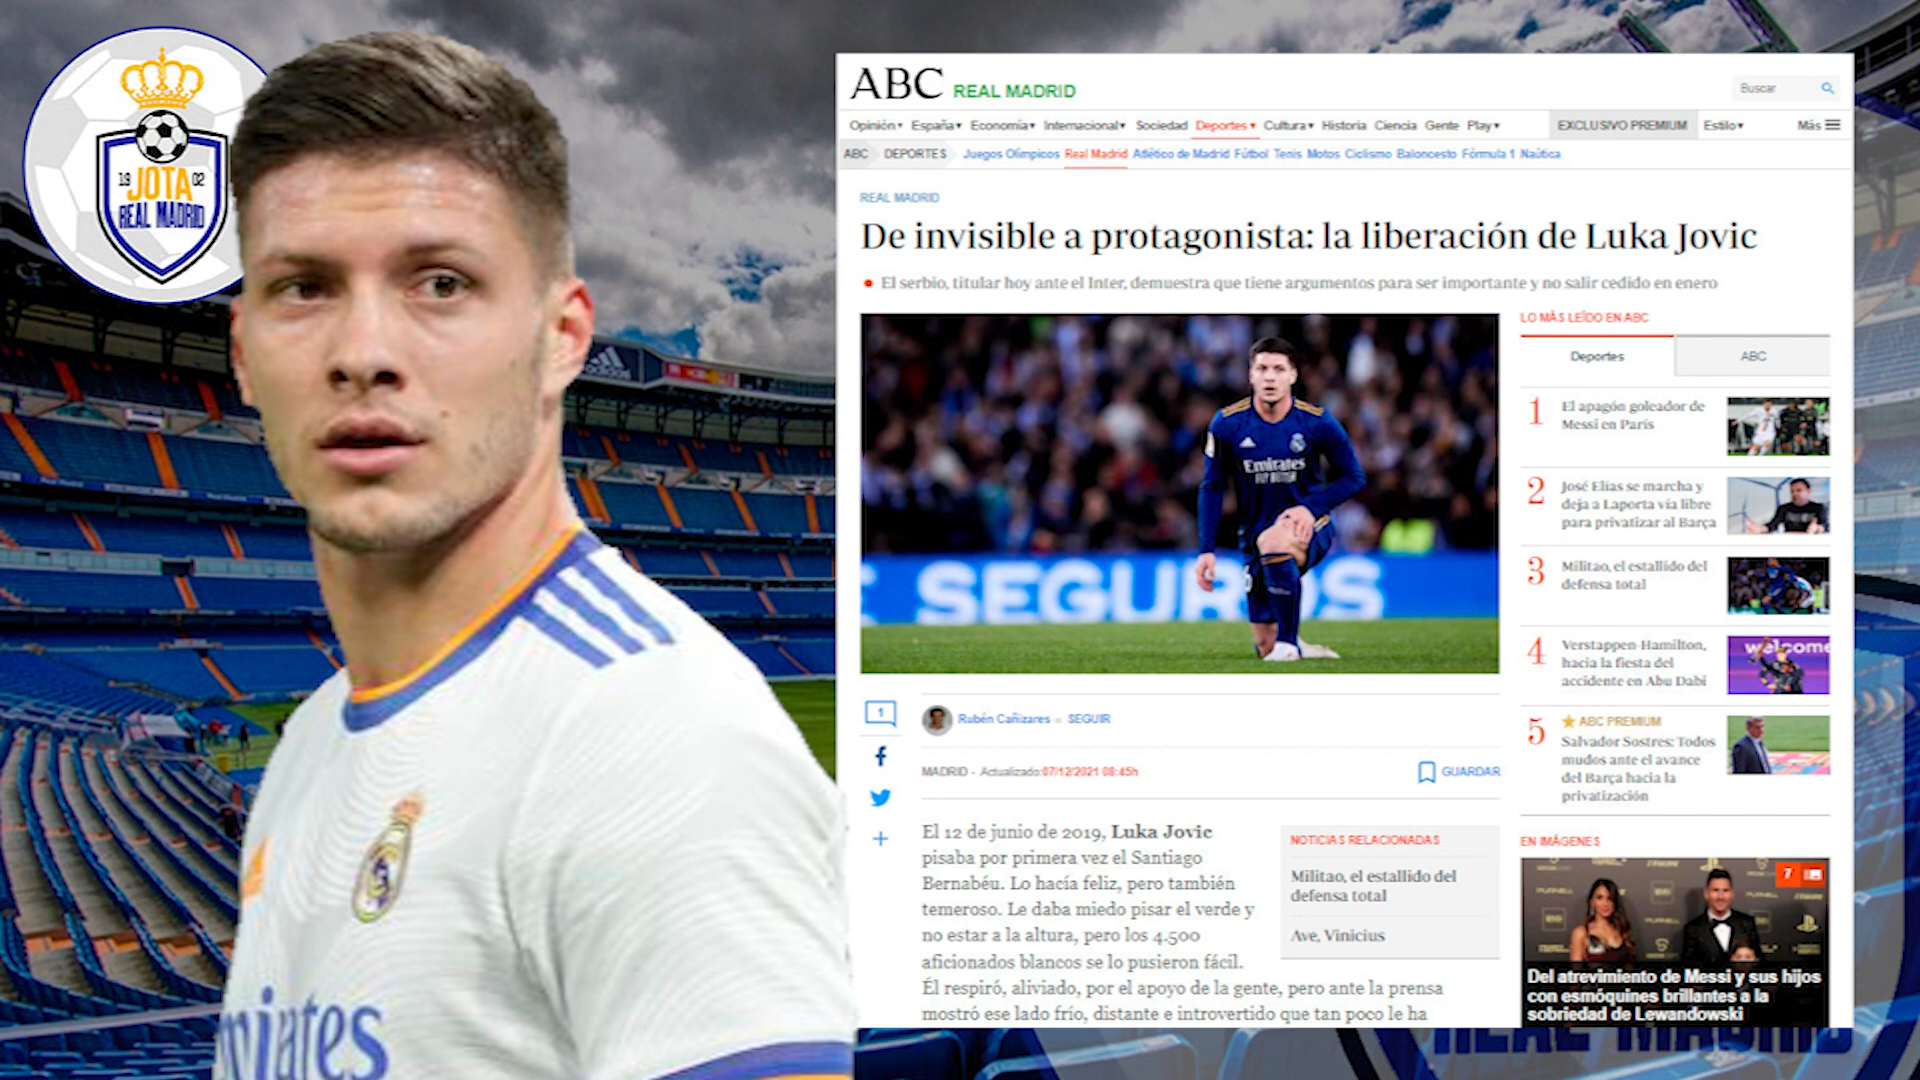 19 02
JOTA
REAL MADRID
ABC REAL MADRID
Buscar
Opinión España Economía Internacional Sociedad Deportes Cultura Historia Ciencia Gente Play EXCLUSIVO PREMIUM Estilo Más
ABC DEPORTES Juegos Olímpicos Real Madrid Atlético de Madrid Fútbol Tenis Motos Ciclismo Baloncesto Fórmula 1 Naútica
REAL MADRID
De invisible a protagonista: la liberación de Luka Jovic
El serbio, titular hoy ante el Inter, demuestra que tiene argumentos para ser importante y no salir cedido en enero
Emirates
FLY BETTER
SEGUROS
1
Rubén Cañizares SEGUIR
MADRID - Actualizado:07/12/2021 08:45h
GUARDAR
El 12 de junio de 2019, Luka Jovic
pisaba por primera vez el Santiago
Bernabéu. Lo hacía feliz, pero también
temeroso. Le daba miedo pisar el verde y
no estar a la altura, pero los 4.500
aficionados blancos se lo pusieron fácil.
Él respiró, aliviado, por el apoyo de la gente, pero ante la prensa
mostró ese lado frío, distante e introvertido que tan poco le ha
NOTICIAS RELACIONADAS
Militao, el estallido del
defensa total
Ave, Vinicius
LO MÁS LEÍDO EN ABC
Deportes ABC
1 El apagón goleador de
Messi en París
2 José Elías se marcha y
deja a Laporta vía libre
para privatizar al Barça
3 Militao, el estallido del
defensa total
4 Verstappen-Hamilton,
hacia la fiesta del
accidente en Abu Dabi
welcome
5 ABC PREMIUM
Salvador Sostres: Todos
mudos ante el avance
del Barça hacia la
privatización
EN IMÁGENES
7
Del atrevimiento de Messi y sus hijos
con esmóquines brillantes a la
sobriedad de Lewandowski
adidas
REAL MADRID